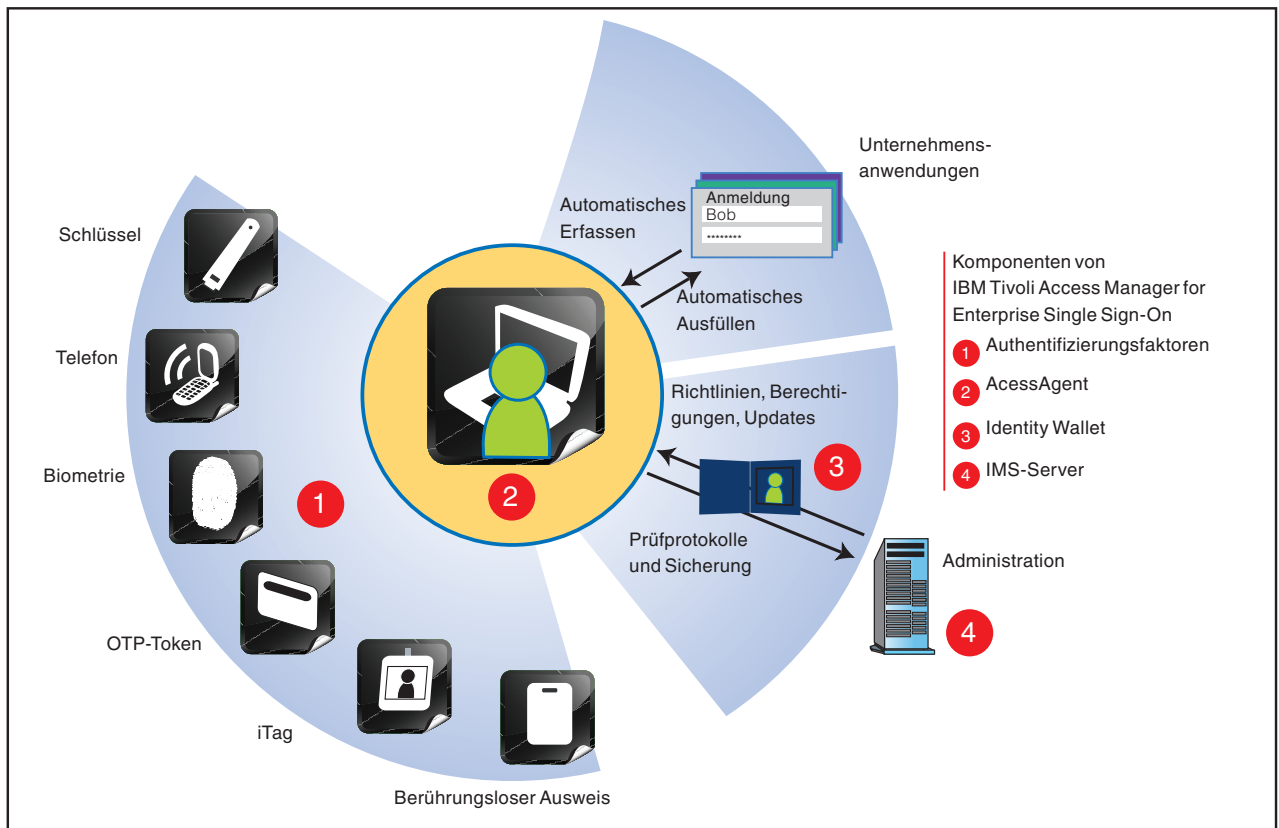 Unternehmens-
anwendungen
Anmeldung
Bob
********
Automatisches
Erfassen
Automatisches
Ausfüllen
Schlüssel
Telefon
Biometrie
OTP-Token
iTag
Berührungsloser Ausweis
1
2
Richtlinien, Berechti-
gungen, Updates
3
Prüfprotokolle
und Sicherung
Administration
4
Komponenten von
IBM Tivoli Access Manager for
Enterprise Single Sign-On
1 Authentifizierungsfaktoren
2 AcessAgent
3 Identity Wallet
4 IMS-Server